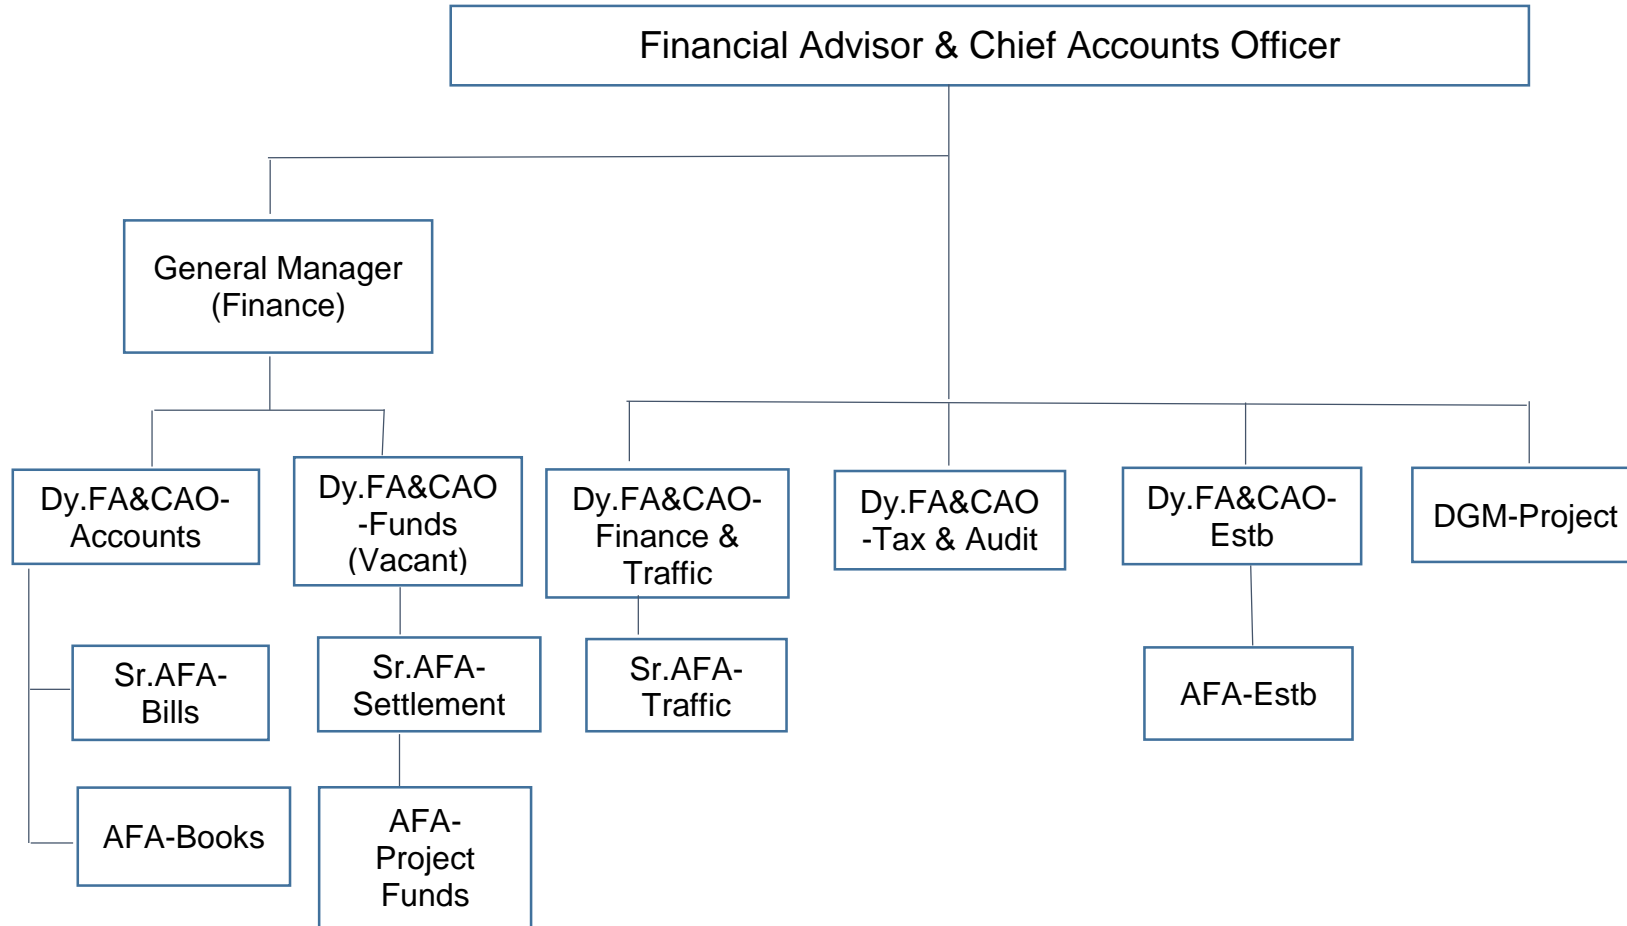 Financial Advisor & Chief Accounts Officer
General Manager
(Finance)
Dy.FA&CAO-
Accounts
Dy.FA&CAO
-Funds
(Vacant)
Dy.FA&CAO-
Finance &
Traffic
Dy.FA&CAO
-Tax & Audit
Dy.FA&CAO-
Estb
DGM-Project
Sr.AFA-
Bills
Sr.AFA-
Settlement
Sr.AFA-
Traffic
AFA-Estb
AFA-Books
AFA-
Project
Funds